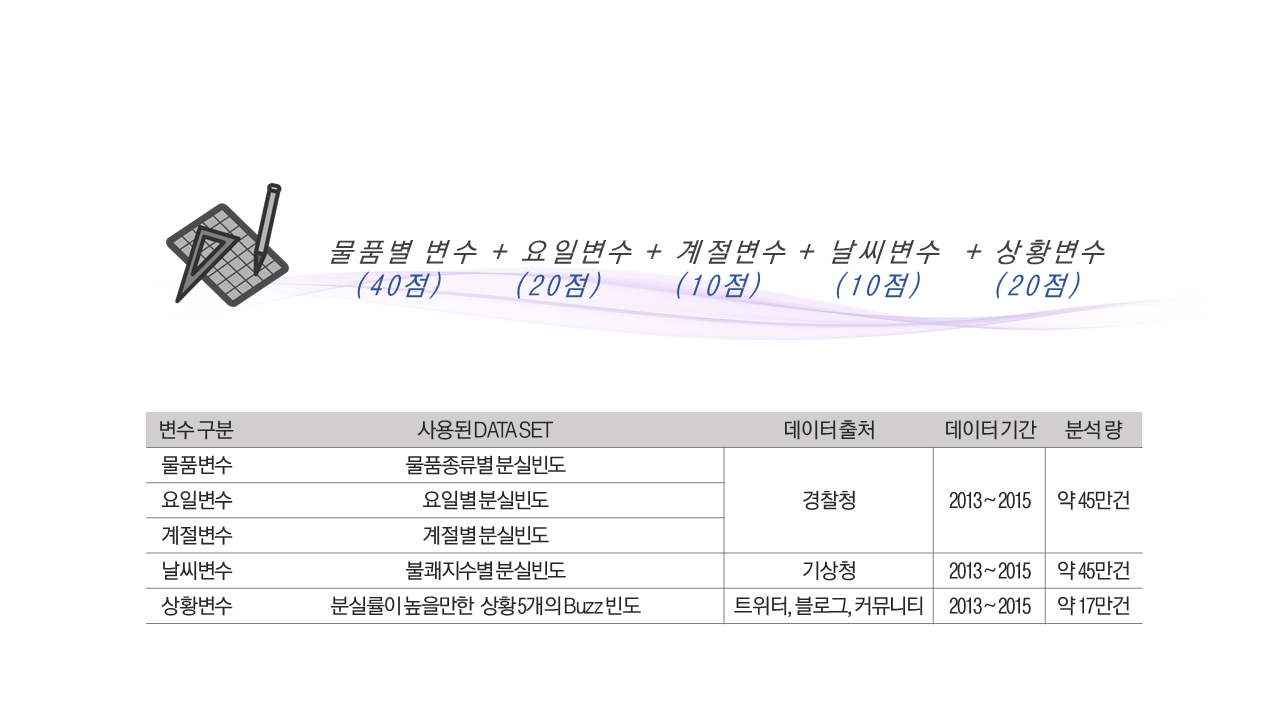 물품별 변수 + 요일변수 + 계절변수 + 날씨변수 + 상황변수
(40점) (20점) (10점) (10점) (20점)
변수 구분 사용된 DATA SET 데이터 출처 데이터 기간 분석 량
물품변수 물품종류별 분실빈도
요일변수 요일별 분실빈도 경찰청 2013 ~ 2015 약 45만건
계절변수 계절별 분실빈도
날씨변수 불쾌지수별 분실빈도 기상청 2013 ~ 2015 약 45만건
상황변수 분실률이 높을만한 상황 5개의 Buzz 빈도 트위터, 블로그, 커뮤니티 2013 ~ 2015 약 17만건